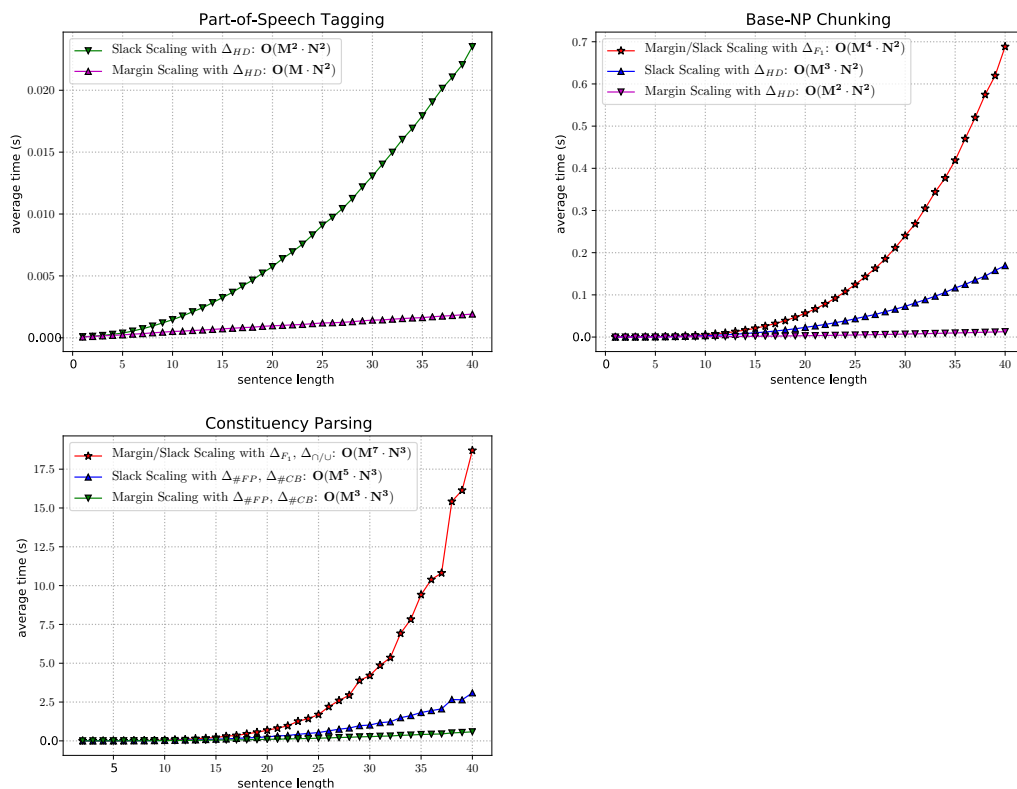 Part-of-Speech Tagging
Slack Scaling with Δ_HD: O(M² · N²)
Margin Scaling with Δ_HD: O(M · N²)
average time (s)
0.020
0.015
0.010
0.005
0.000
0 5 10 15 20 25 30 35 40
sentence length
Base-NP Chunking
Margin/Slack Scaling with Δ_F₁: O(M⁴ · N²)
Slack Scaling with Δ_HD: O(M³ · N²)
Margin Scaling with Δ_HD: O(M² · N²)
average time (s)
0.7
0.6
0.5
0.4
0.3
0.2
0.1
0.0
0 5 10 15 20 25 30 35 40
sentence length
Constituency Parsing
Margin/Slack Scaling with Δ_F₁, Δ_∩/∪: O(M⁷ · N³)
Slack Scaling with Δ_#FP, Δ_#CB: O(M⁵ · N³)
Margin Scaling with Δ_#FP, Δ_#CB: O(M³ · N³)
average time (s)
17.5
15.0
12.5
10.0
7.5
5.0
2.5
0.0
5 10 15 20 25 30 35 40
sentence length